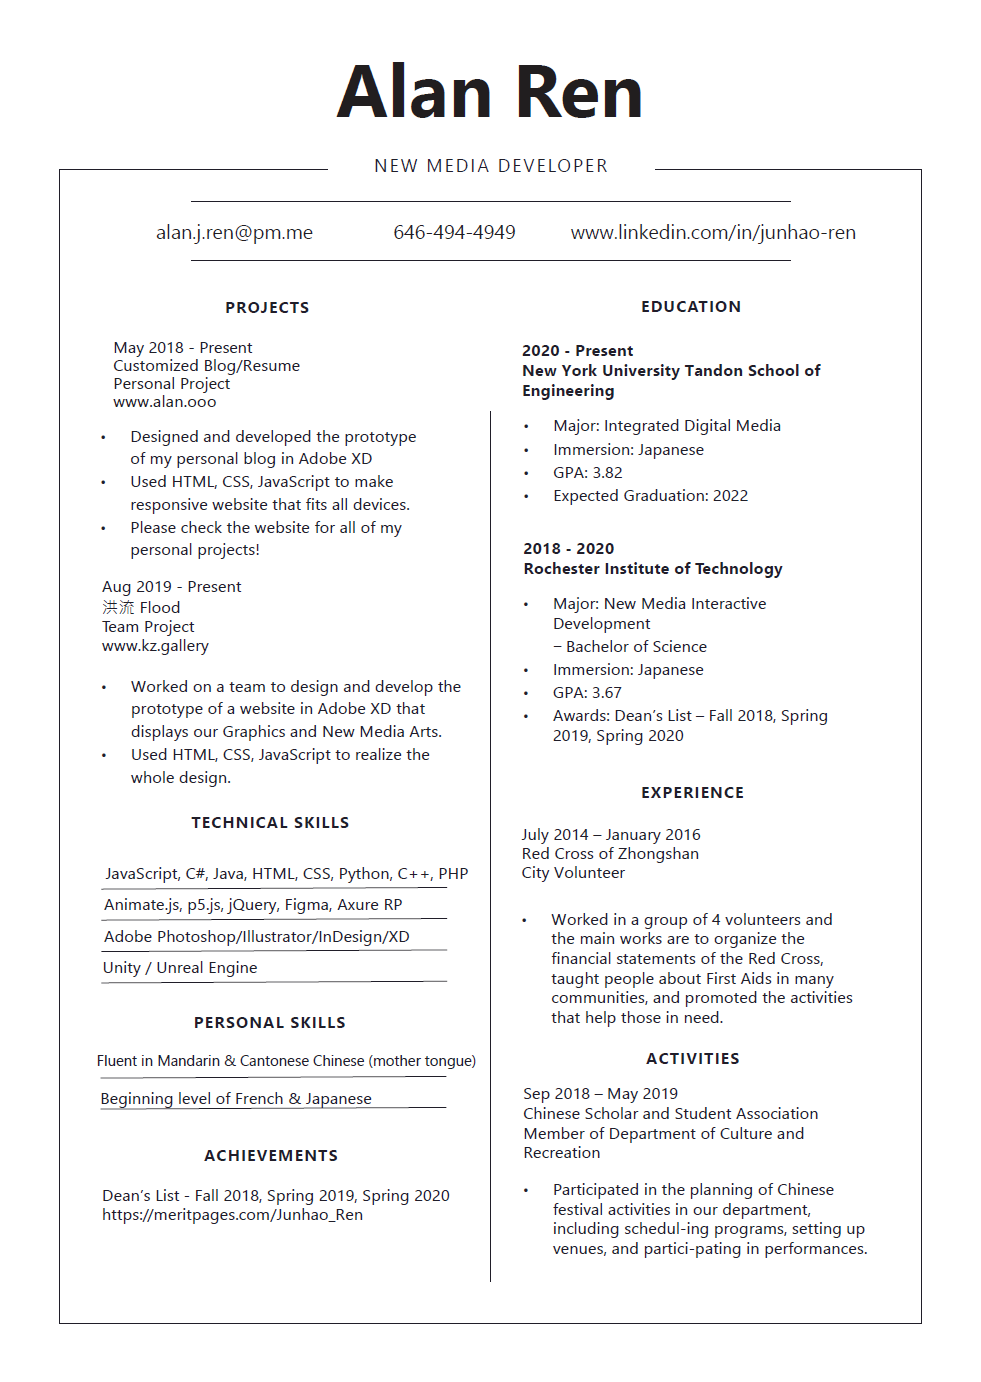 Alan Ren
NEW MEDIA DEVELOPER
alan.j.ren@pm.me 646-494-4949 www.linkedin.com/in/junhao-ren
PROJECTS
May 2018 - Present
Customized Blog/Resume
Personal Project
www.alan.ooo
• Designed and developed the prototype
of my personal blog in Adobe XD
• Used HTML, CSS, JavaScript to make
responsive website that fits all devices.
• Please check the website for all of my
personal projects!
Aug 2019 - Present
洪流 Flood
Team Project
www.kz.gallery
• Worked on a team to design and develop the
prototype of a website in Adobe XD that
displays our Graphics and New Media Arts.
• Used HTML, CSS, JavaScript to realize the
whole design.
TECHNICAL SKILLS
JavaScript, C#, Java, HTML, CSS, Python, C++, PHP
Animate.js, p5.js, jQuery, Figma, Axure RP
Adobe Photoshop/Illustrator/InDesign/XD
Unity / Unreal Engine
PERSONAL SKILLS
Fluent in Mandarin & Cantonese Chinese (mother tongue)
Beginning level of French & Japanese
ACHIEVEMENTS
Dean’s List - Fall 2018, Spring 2019, Spring 2020
https://meritpages.com/Junhao_Ren
EDUCATION
2020 - Present
New York University Tandon School of
Engineering
• Major: Integrated Digital Media
• Immersion: Japanese
• GPA: 3.82
• Expected Graduation: 2022
2018 - 2020
Rochester Institute of Technology
• Major: New Media Interactive
Development
– Bachelor of Science
• Immersion: Japanese
• GPA: 3.67
• Awards: Dean’s List – Fall 2018, Spring
2019, Spring 2020
EXPERIENCE
July 2014 – January 2016
Red Cross of Zhongshan
City Volunteer
• Worked in a group of 4 volunteers and
the main works are to organize the
financial statements of the Red Cross,
taught people about First Aids in many
communities, and promoted the activities
that help those in need.
ACTIVITIES
Sep 2018 – May 2019
Chinese Scholar and Student Association
Member of Department of Culture and
Recreation
• Participated in the planning of Chinese
festival activities in our department,
including schedul-ing programs, setting up
venues, and partici-pating in performances.